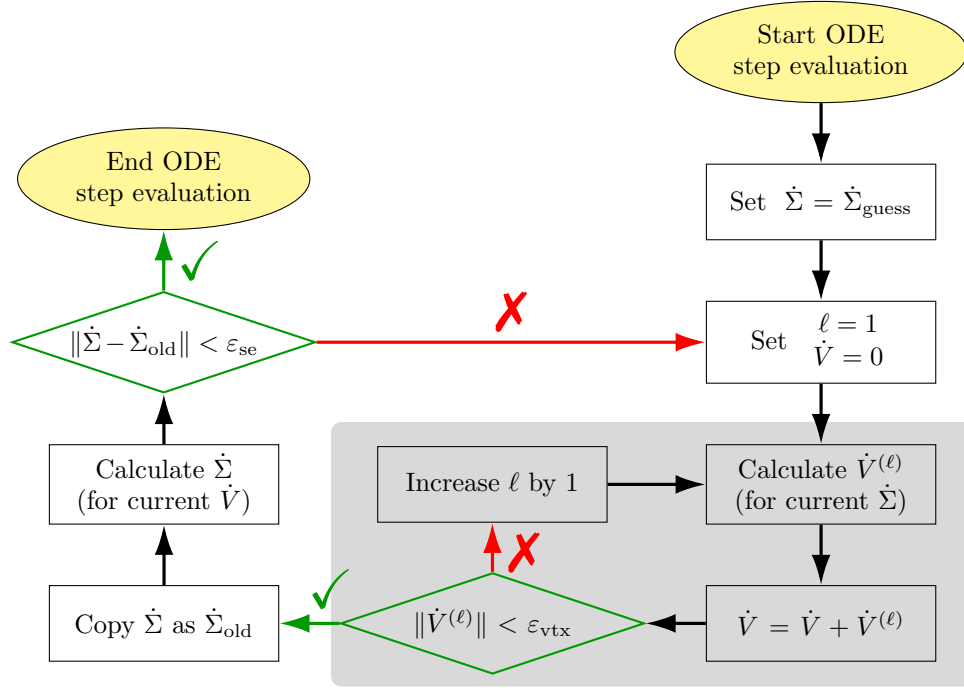 Start ODE
step evaluation
End ODE
step evaluation
Set Σ̇ = Σ̇_guess
✓
✗
‖Σ̇ − Σ̇_old‖ < ε_se
Set ℓ = 1
V̇ = 0
Calculate Σ̇
(for current V̇)
Increase ℓ by 1
Calculate V̇^(ℓ)
(for current Σ̇)
✗
✓
Copy Σ̇ as Σ̇_old
‖V̇^(ℓ)‖ < ε_vtx
V̇ = V̇ + V̇^(ℓ)